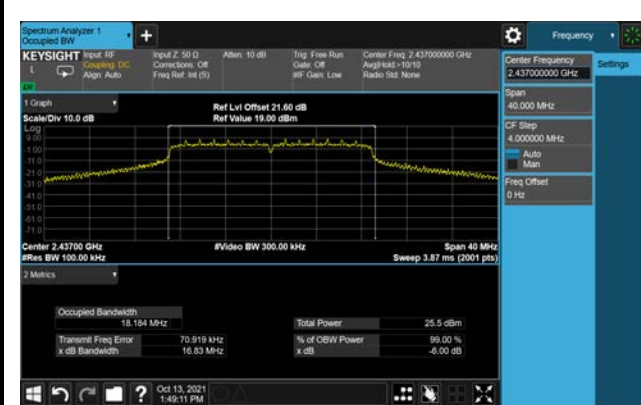 Spectrum Analyzer 1
Occupied BW
Frequency
KEYSIGHT
Input: RF
Coupling: DC
Align: Auto
Input Z: 50 Ω
Corrections: Off
Freq Ref: Int (S)
Atten: 10 dB
Trig: Free Run
Gate: Off
#IF Gain: Low
Center Freq: 2.437000000 GHz
Avg|Hold:>10/10
Radio Std: None
Center Frequency
2.437000000 GHz
Settings
Span
40.000 MHz
CF Step
4.000000 MHz
Auto
Man
Freq Offset
0 Hz
1 Graph
Scale/Div 10.0 dB
Ref Lvl Offset 21.60 dB
Ref Value 19.00 dBm
Log
9.00
-1.00
-11.0
-21.0
-31.0
-41.0
-51.0
-61.0
-71.0
Center 2.43700 GHz
#Res BW 100.00 kHz
#Video BW 300.00 kHz
Span 40 MHz
Sweep 3.87 ms (2001 pts)
2 Metrics
Occupied Bandwidth
18.184 MHz
Total Power 25.5 dBm
Transmit Freq Error 70.919 kHz
% of OBW Power 99.00 %
x dB Bandwidth 16.83 MHz
x dB -6.00 dB
Oct 13, 2021
1:49:11 PM